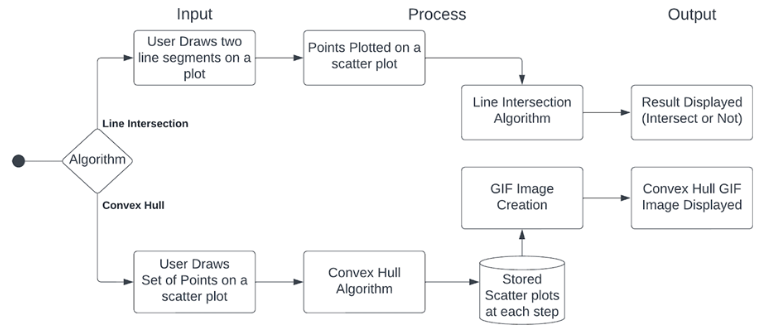 Input
Process
Output
User Draws two
line segments on a
plot
Points Plotted on a
scatter plot
Line Intersection
Algorithm
Result Displayed
(Intersect or Not)
Line Intersection
Algorithm
Convex Hull
GIF Image
Creation
Convex Hull GIF
Image Displayed
User Draws
Set of Points on a
scatter plot
Convex Hull
Algorithm
Stored
Scatter plots
at each step